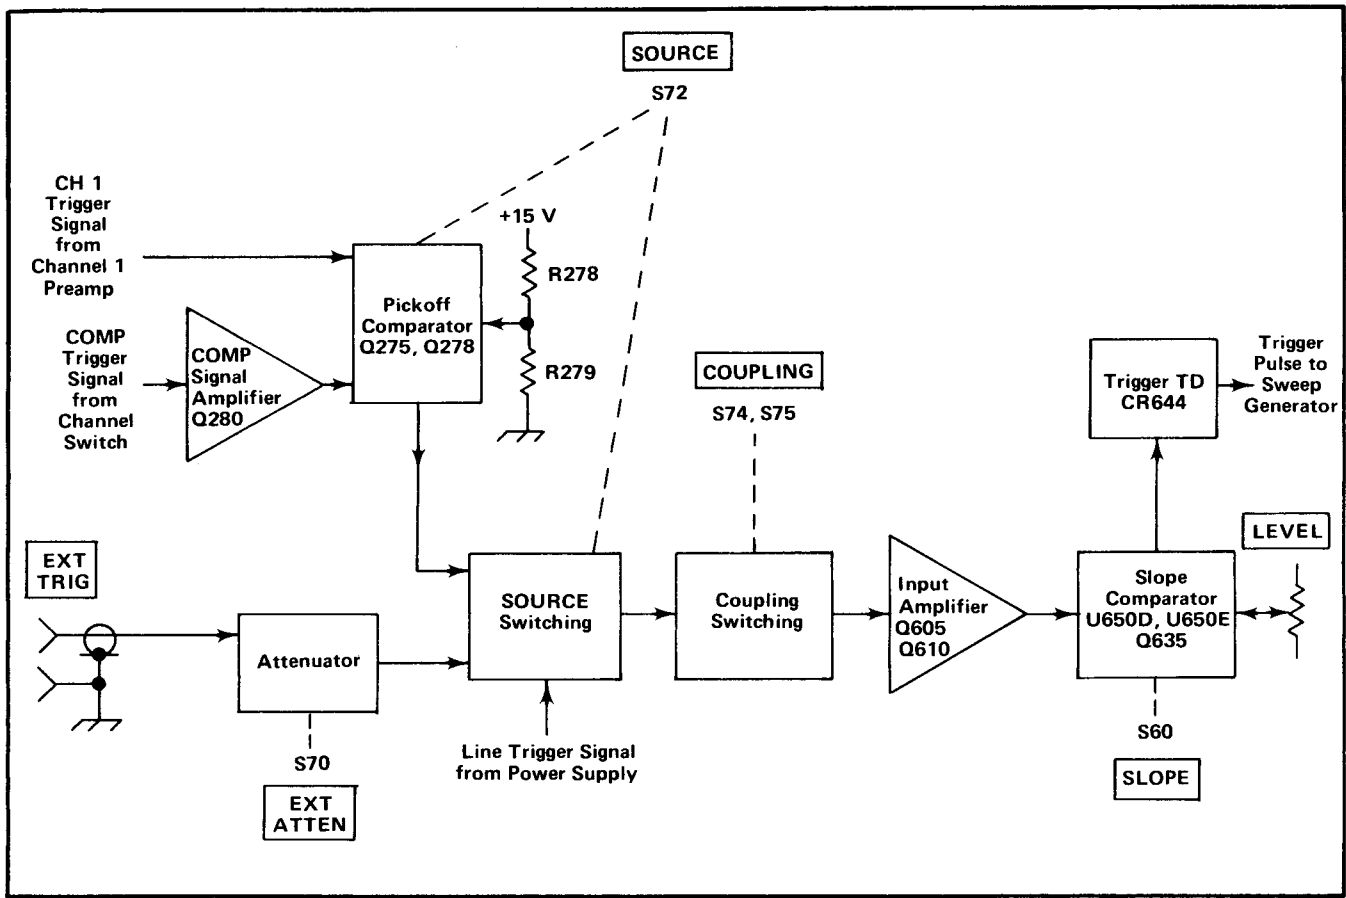 SOURCE
S72
CH 1
Trigger
Signal
from
Channel 1
Preamp
+15 V
R278
Pickoff
Comparator
Q275, Q278
R279
COMP
Trigger
Signal
from
Channel
Switch
COMP
Signal
Amplifier
Q280
COUPLING
S74, S75
Trigger TD
CR644
Trigger
Pulse to
Sweep
Generator
EXT
TRIG
Attenuator
S70
EXT
ATTEN
SOURCE
Switching
Line Trigger Signal
from Power Supply
Coupling
Switching
Input
Amplifier
Q605
Q610
Slope
Comparator
U650D, U650E
Q635
LEVEL
S60
SLOPE